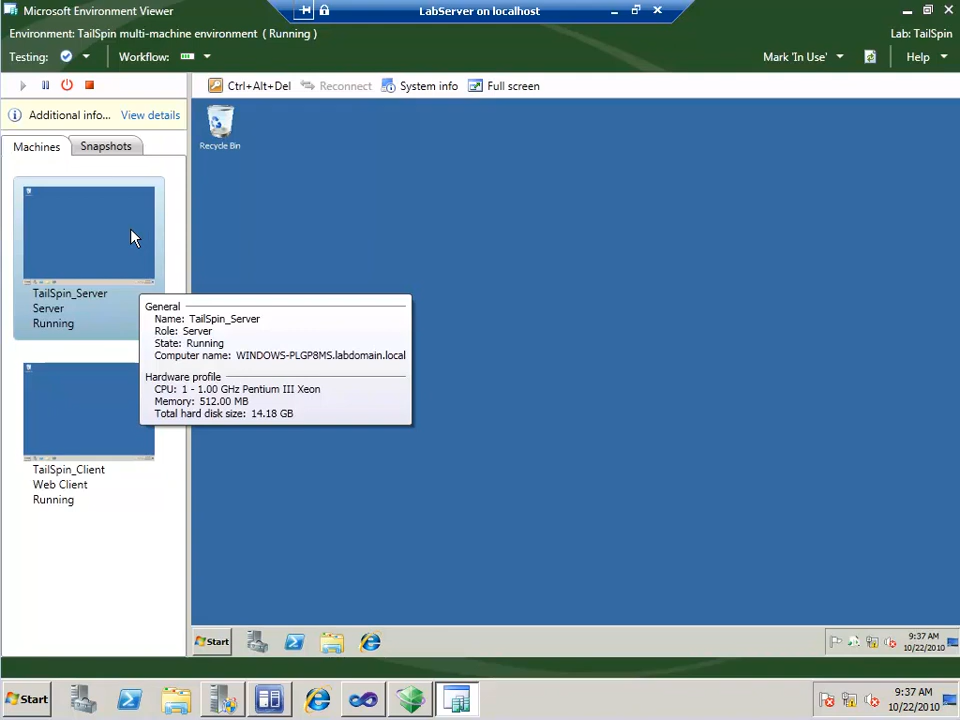 Microsoft Environment Viewer
LabServer on localhost
Environment: TailSpin multi-machine environment ( Running )
Lab: TailSpin
Testing:
Workflow:
Mark 'In Use'
Help
Ctrl+Alt+Del
Reconnect
System info
Full screen
Additional info...
View details
Machines
Snapshots
Recycle Bin
TailSpin_Server
Server
Running
General
Name: TailSpin_Server
Role: Server
State: Running
Computer name: WINDOWS-PLGP8MS.labdomain.local
Hardware profile
CPU: 1 - 1.00 GHz Pentium III Xeon
Memory: 512.00 MB
Total hard disk size: 14.18 GB
TailSpin_Client
Web Client
Running
Start
9:37 AM
10/22/2010
Start
9:37 AM
10/22/2010